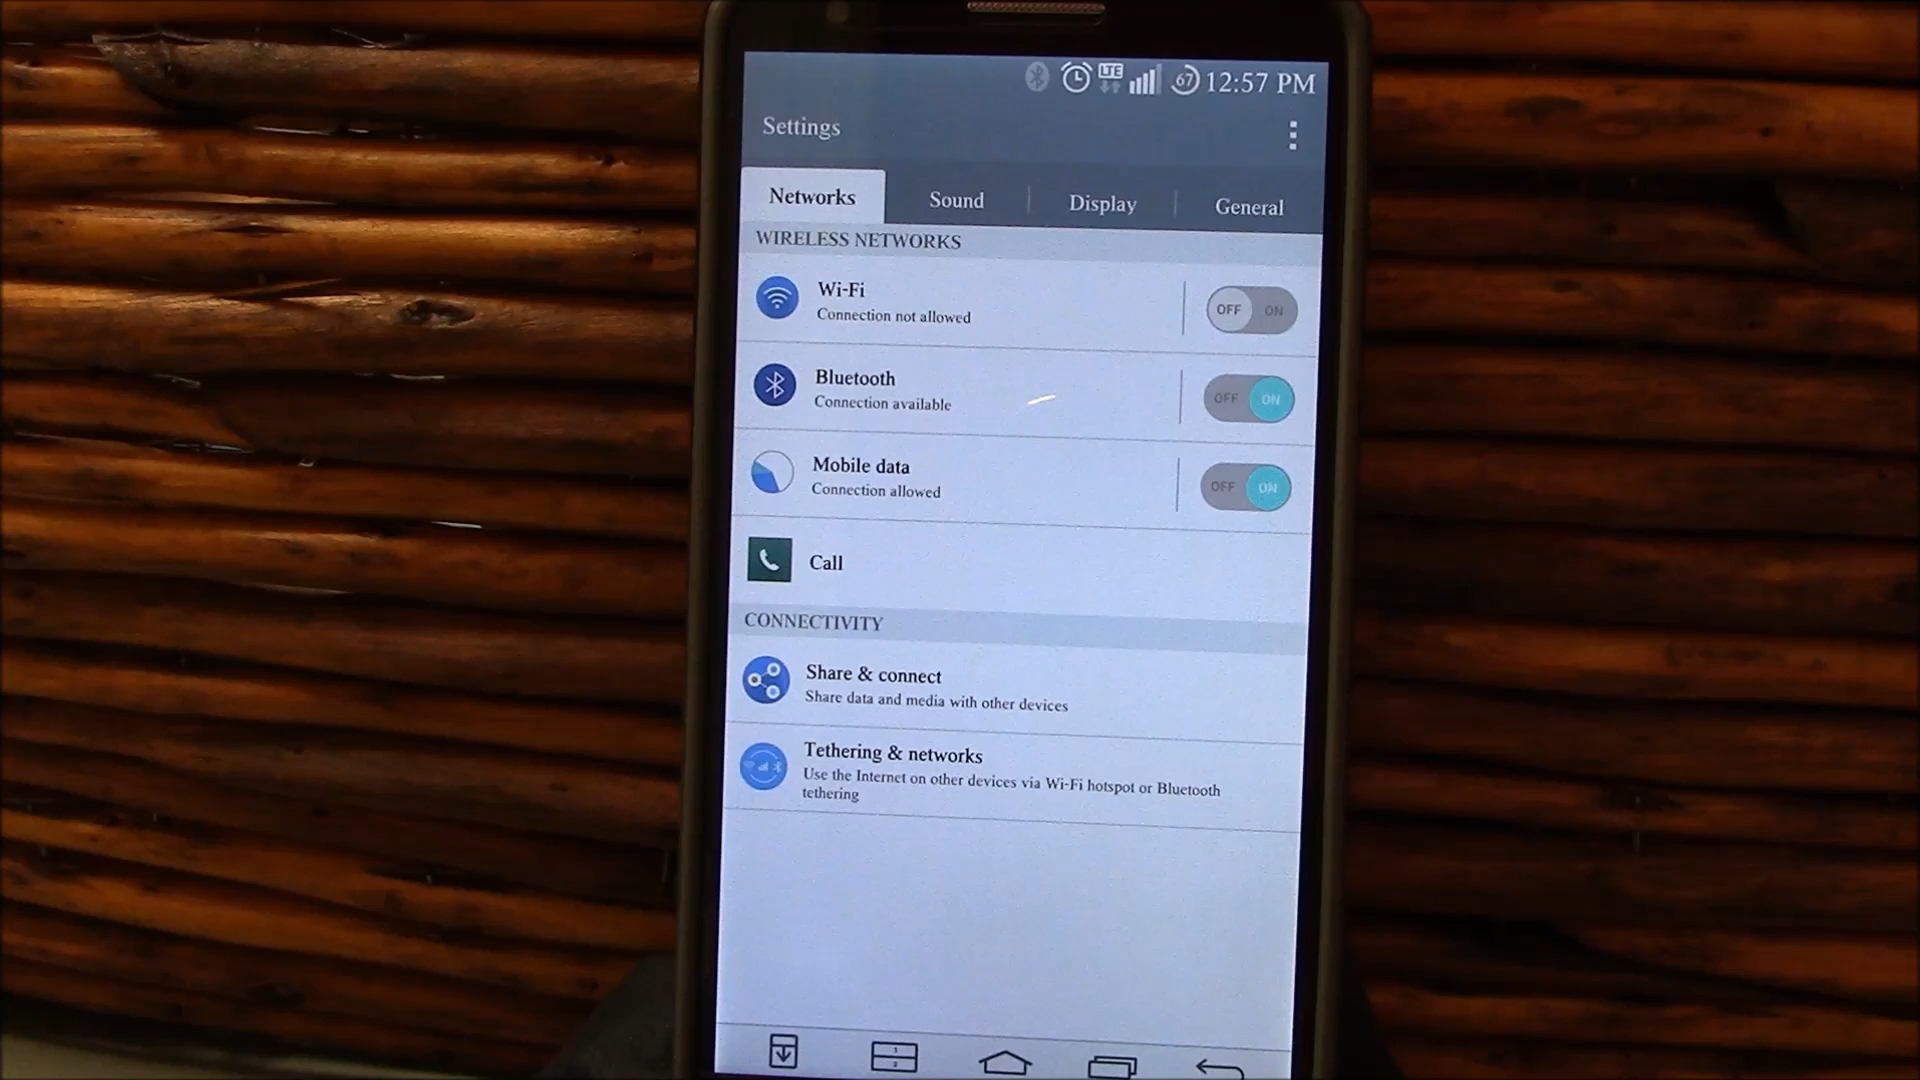 LTE 67 12:57 PM
Settings
Networks Sound Display General
WIRELESS NETWORKS
Wi-Fi
Connection not allowed
OFF ON
Bluetooth
Connection available
OFF ON
Mobile data
Connection allowed
OFF ON
Call
CONNECTIVITY
Share & connect
Share data and media with other devices
Tethering & networks
Use the Internet on other devices via Wi-Fi hotspot or Bluetooth
tethering